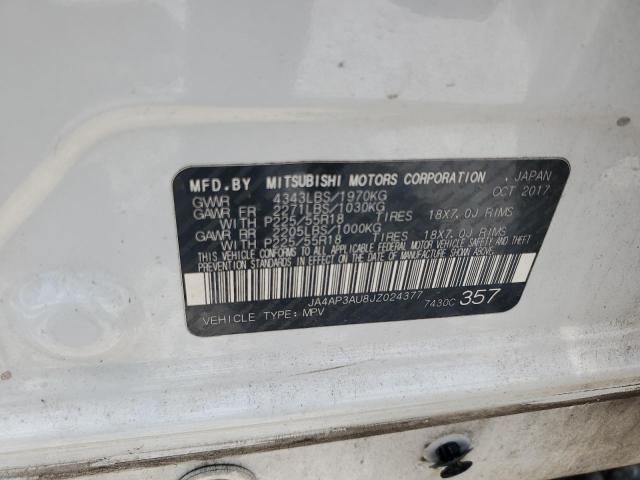 MFD.BY MITSUBISHI MOTORS CORPORATION , JAPAN
GVWR 4343LBS/1970KG OCT 2017
GAWR FR 2271LBS/1030KG
WITH P225/55R18 TIRES 18X7.0J RIMS
GAWR RR 2205LBS/1000KG
WITH P225/55R18 TIRES 18X7.0J RIMS
THIS VEHICLE CONFORMS TO ALL APPLICABLE FEDERAL MOTOR VEHICLE SAFETY, BUMPER, AND THEFT
PREVENTION STANDARDS IN EFFECT ON THE DATE OF MANUFACTURE SHOWN ABOVE.
JA4AP3AU8JZ024377
VEHICLE TYPE: MPV 7430C 357